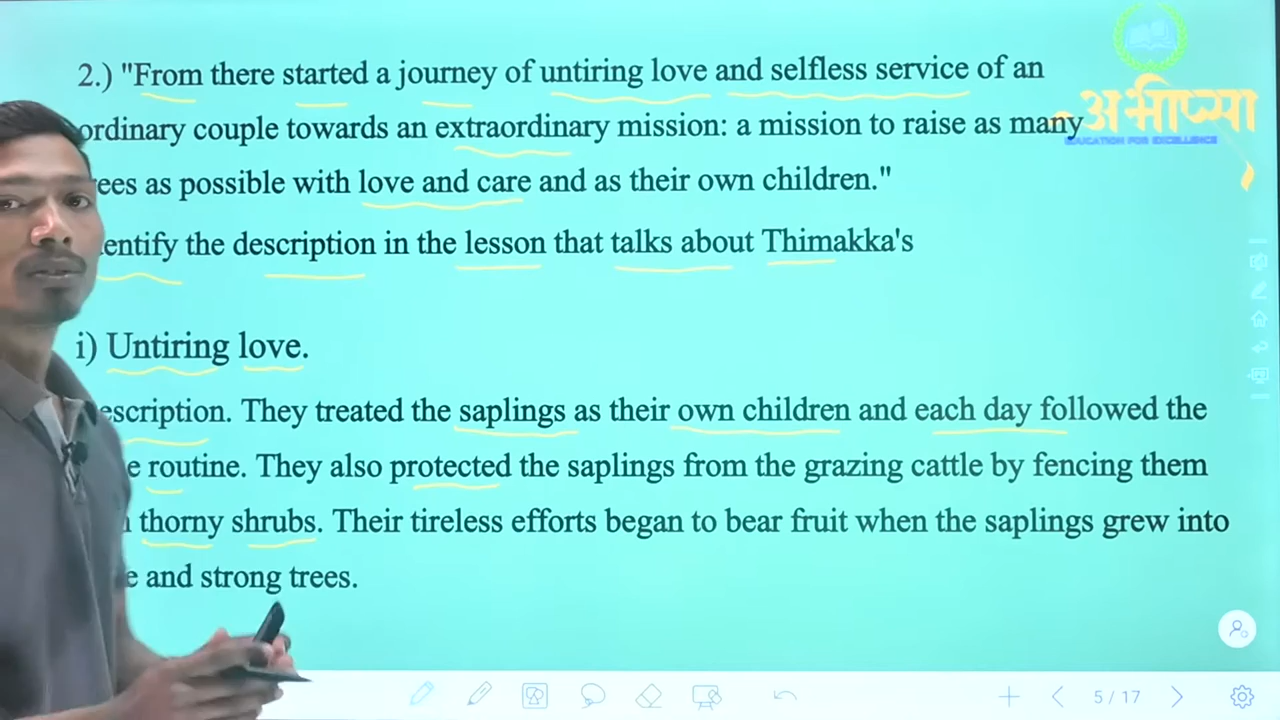 2.) "From there started a journey of untiring love and selfless service of an
ordinary couple towards an extraordinary mission: a mission to raise as many
rees as possible with love and care and as their own children."
entify the description in the lesson that talks about Thimakka's
i) Untiring love.
escription. They treated the saplings as their own children and each day followed the
e routine. They also protected the saplings from the grazing cattle by fencing them
thorny shrubs. Their tireless efforts began to bear fruit when the saplings grew into
e and strong trees.
अभीप्सा
EDUCATION FOR EXCELLENCE
5 / 17